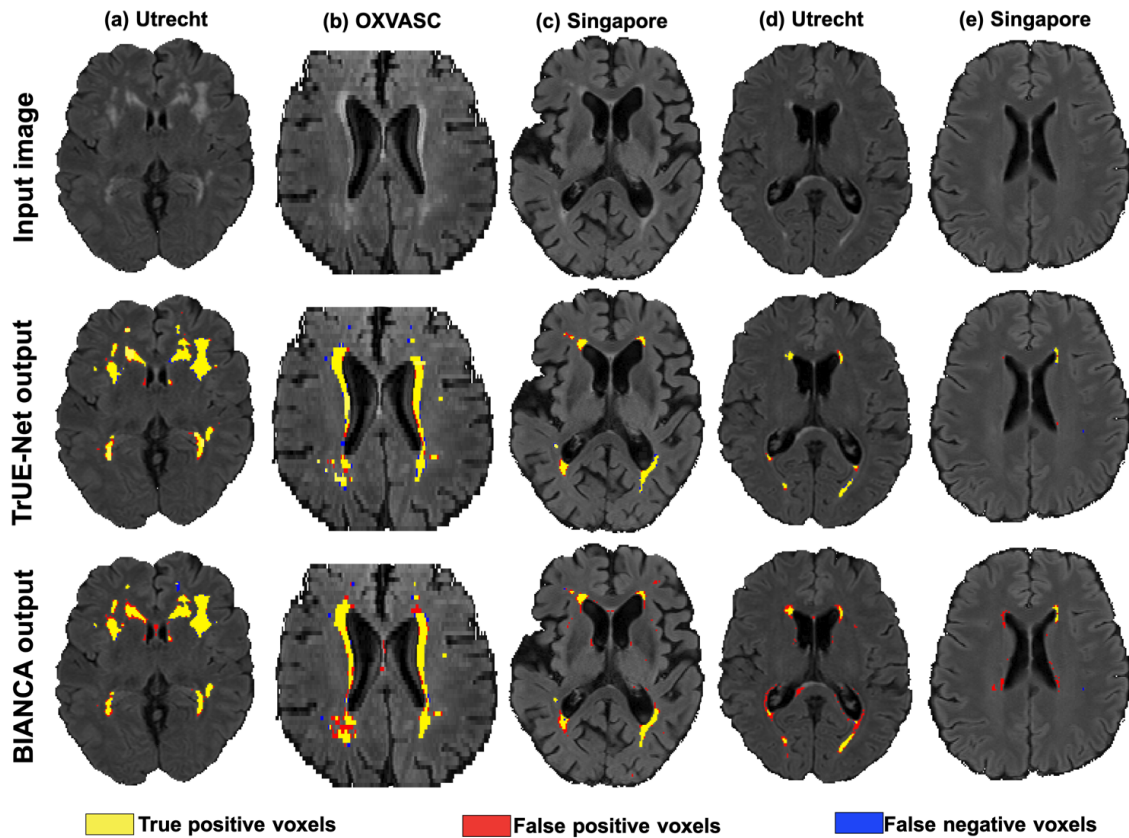 (a) Utrecht (b) OXVASC (c) Singapore (d) Utrecht (e) Singapore
Input image
TrUE-Net output
BIANCA output
True positive voxels False positive voxels False negative voxels